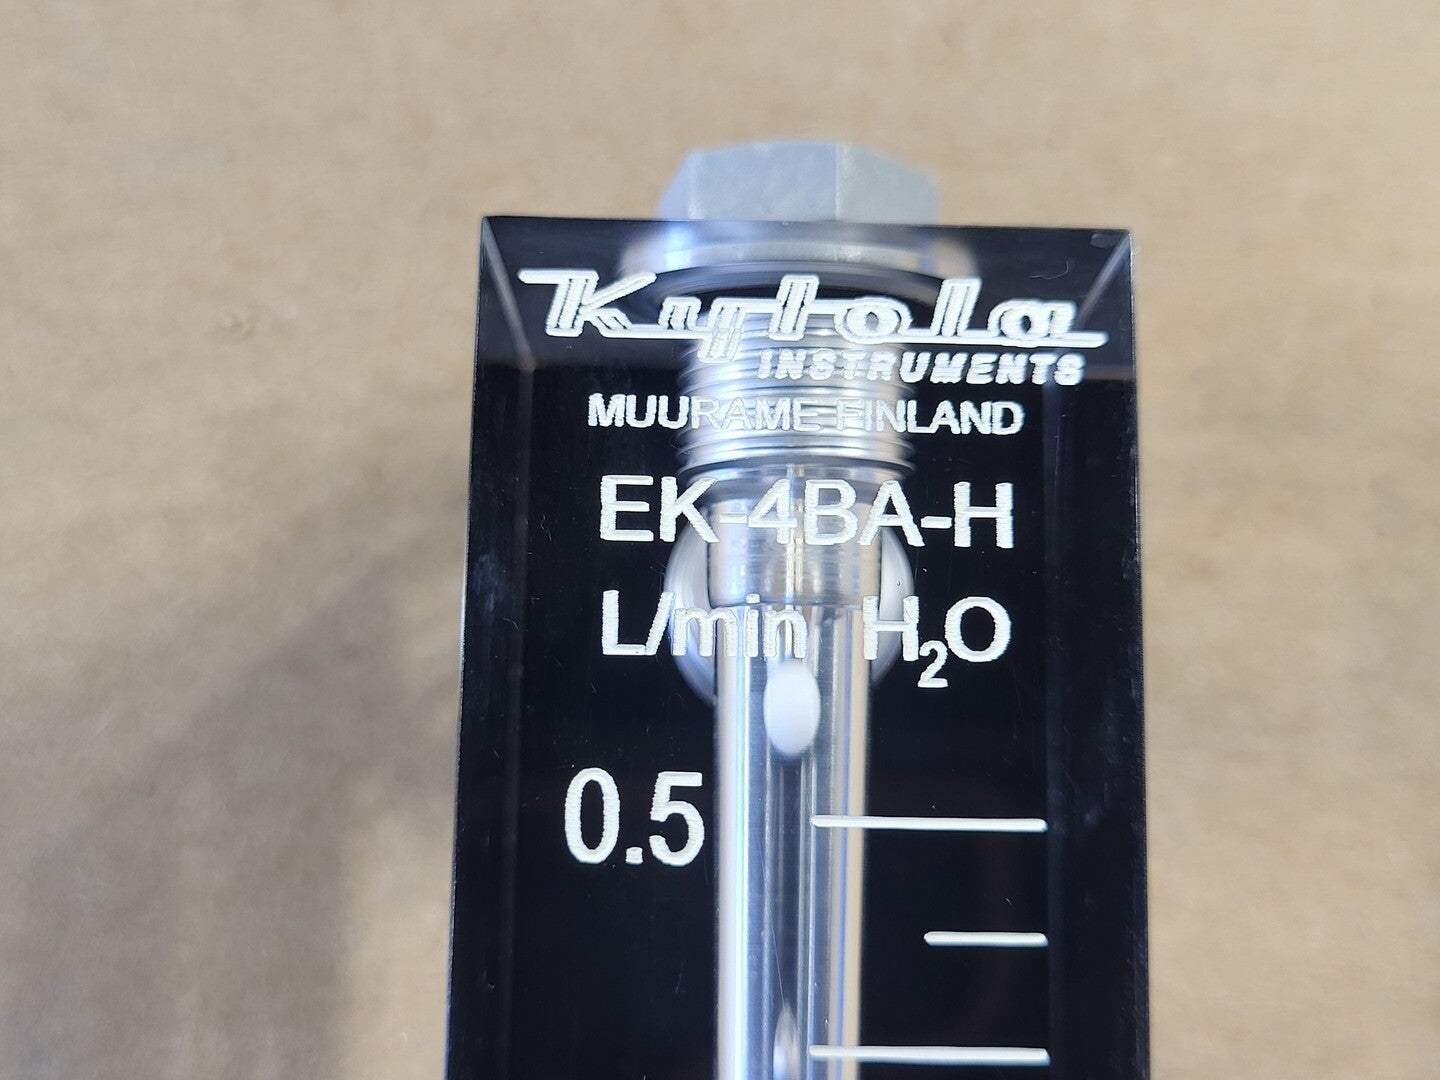 Kytola
INSTRUMENTS
MUURAME FINLAND
EK-4BA-H
L/min H₂O
0.5